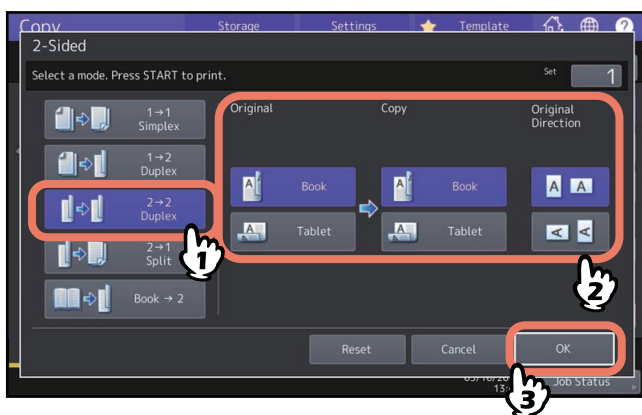 Copy Storage Settings Template ?
2-Sided
Select a mode. Press START to print. Set 1
Original Copy Original
Direction
1→1
Simplex
1→2
Duplex
2→2
Duplex
2→1
Split
Book → 2
A Book A Book A A
A Tablet A Tablet A A
1
2
Reset Cancel OK
3
Job Status